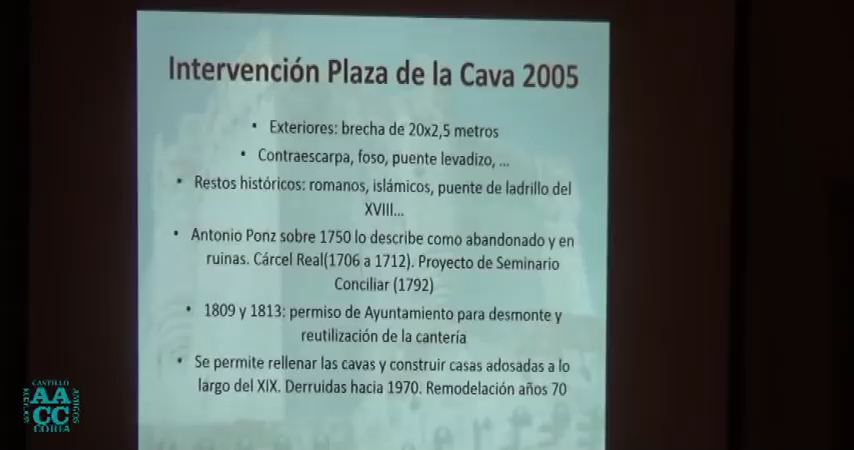 Intervención Plaza de la Cava 2005
• Exteriores: brecha de 20x2,5 metros
• Contraescarpa, foso, puente levadizo, ...
• Restos históricos: romanos, islámicos, puente de ladrillo del
XVIII...
• Antonio Ponz sobre 1750 lo describe como abandonado y en
ruinas. Cárcel Real(1706 a 1712). Proyecto de Seminario
Conciliar (1792)
• 1809 y 1813: permiso de Ayuntamiento para desmonte y
reutilización de la cantería
• Se permite rellenar las cavas y construir casas adosadas a lo
largo del XIX. Derruidas hacia 1970. Remodelación años 70
CASTILLO
AA
CC
AMIGOS
CORIA